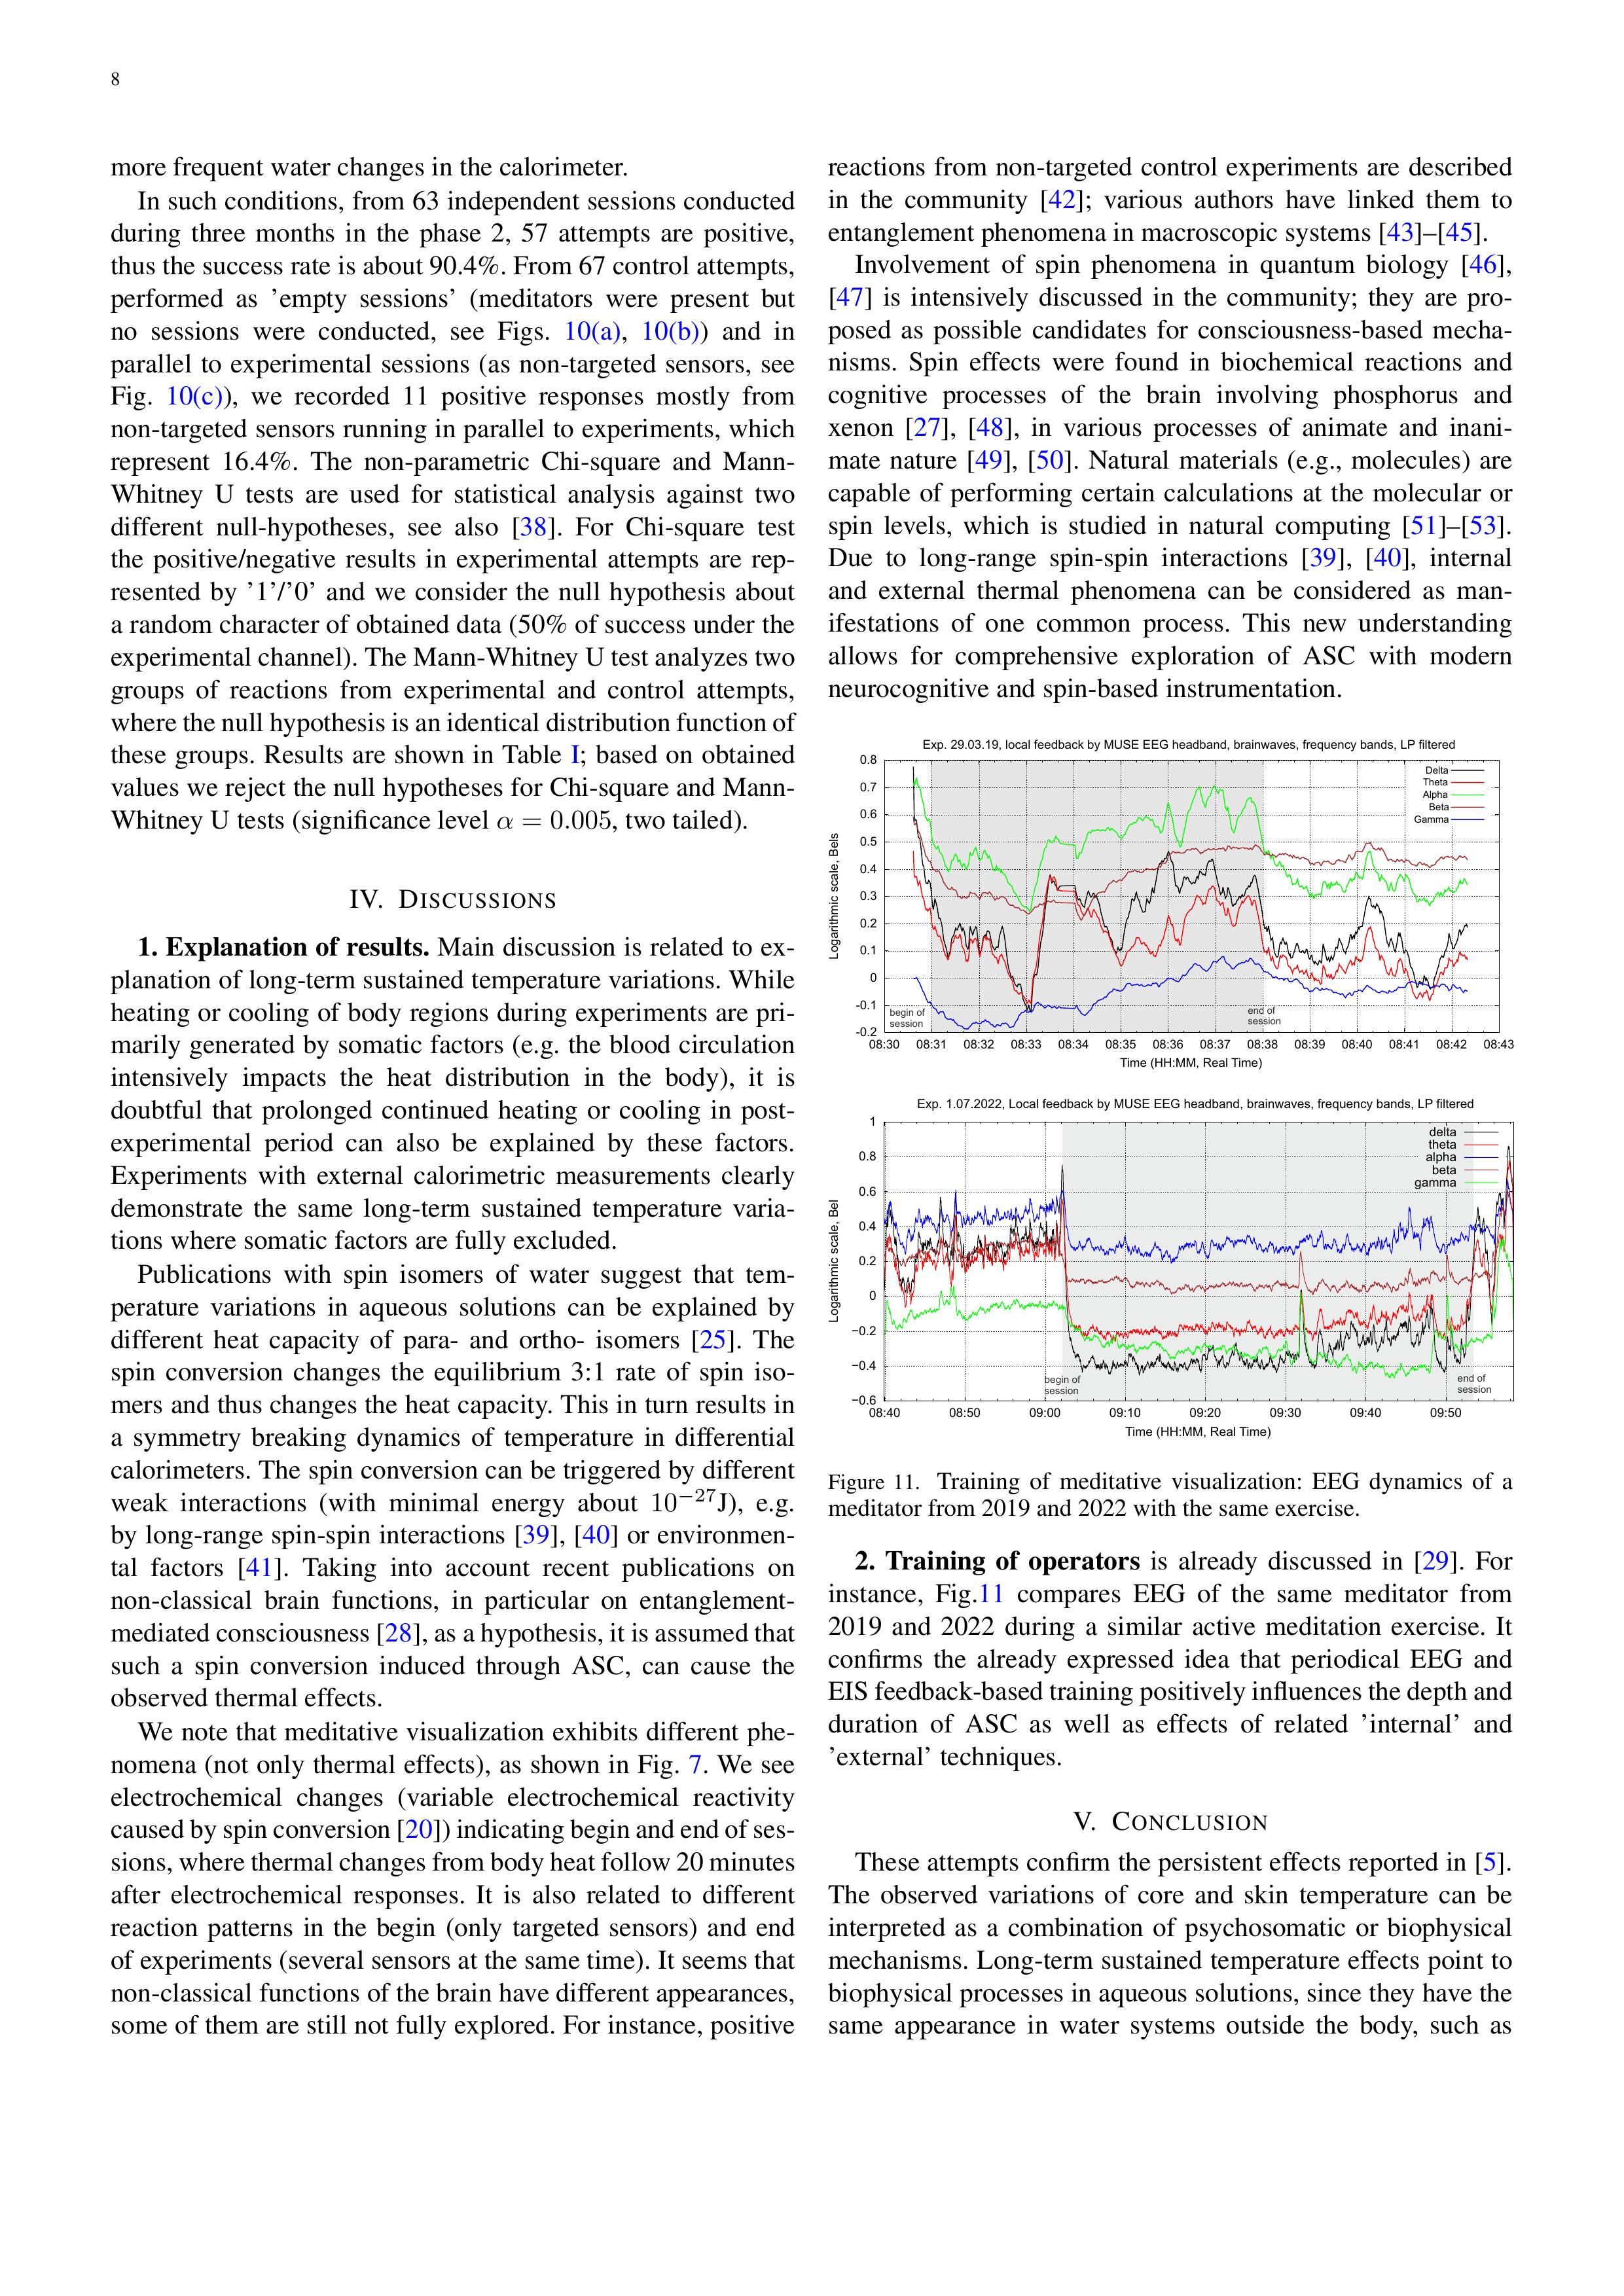 8
more frequent water changes in the calorimeter.
In such conditions, from 63 independent sessions conducted
during three months in the phase 2, 57 attempts are positive,
thus the success rate is about 90.4%. From 67 control attempts,
performed as ’empty sessions’ (meditators were present but
no sessions were conducted, see Figs. 10(a), 10(b)) and in
parallel to experimental sessions (as non-targeted sensors, see
Fig. 10(c)), we recorded 11 positive responses mostly from
non-targeted sensors running in parallel to experiments, which
represent 16.4%. The non-parametric Chi-square and Mann-
Whitney U tests are used for statistical analysis against two
different null-hypotheses, see also [38]. For Chi-square test
the positive/negative results in experimental attempts are rep-
resented by ’1’/’0’ and we consider the null hypothesis about
a random character of obtained data (50% of success under the
experimental channel). The Mann-Whitney U test analyzes two
groups of reactions from experimental and control attempts,
where the null hypothesis is an identical distribution function of
these groups. Results are shown in Table I; based on obtained
values we reject the null hypotheses for Chi-square and Mann-
Whitney U tests (significance level α = 0.005, two tailed).
IV. DISCUSSIONS
1. Explanation of results. Main discussion is related to ex-
planation of long-term sustained temperature variations. While
heating or cooling of body regions during experiments are pri-
marily generated by somatic factors (e.g. the blood circulation
intensively impacts the heat distribution in the body), it is
doubtful that prolonged continued heating or cooling in post-
experimental period can also be explained by these factors.
Experiments with external calorimetric measurements clearly
demonstrate the same long-term sustained temperature varia-
tions where somatic factors are fully excluded.
Publications with spin isomers of water suggest that tem-
perature variations in aqueous solutions can be explained by
different heat capacity of para- and ortho- isomers [25]. The
spin conversion changes the equilibrium 3:1 rate of spin iso-
mers and thus changes the heat capacity. This in turn results in
a symmetry breaking dynamics of temperature in differential
calorimeters. The spin conversion can be triggered by different
weak interactions (with minimal energy about 10⁻²⁷J), e.g.
by long-range spin-spin interactions [39], [40] or environmen-
tal factors [41]. Taking into account recent publications on
non-classical brain functions, in particular on entanglement-
mediated consciousness [28], as a hypothesis, it is assumed that
such a spin conversion induced through ASC, can cause the
observed thermal effects.
We note that meditative visualization exhibits different phe-
nomena (not only thermal effects), as shown in Fig. 7. We see
electrochemical changes (variable electrochemical reactivity
caused by spin conversion [20]) indicating begin and end of ses-
sions, where thermal changes from body heat follow 20 minutes
after electrochemical responses. It is also related to different
reaction patterns in the begin (only targeted sensors) and end
of experiments (several sensors at the same time). It seems that
non-classical functions of the brain have different appearances,
some of them are still not fully explored. For instance, positive
reactions from non-targeted control experiments are described
in the community [42]; various authors have linked them to
entanglement phenomena in macroscopic systems [43]–[45].
Involvement of spin phenomena in quantum biology [46],
[47] is intensively discussed in the community; they are pro-
posed as possible candidates for consciousness-based mecha-
nisms. Spin effects were found in biochemical reactions and
cognitive processes of the brain involving phosphorus and
xenon [27], [48], in various processes of animate and inani-
mate nature [49], [50]. Natural materials (e.g., molecules) are
capable of performing certain calculations at the molecular or
spin levels, which is studied in natural computing [51]–[53].
Due to long-range spin-spin interactions [39], [40], internal
and external thermal phenomena can be considered as man-
ifestations of one common process. This new understanding
allows for comprehensive exploration of ASC with modern
neurocognitive and spin-based instrumentation.
Exp. 29.03.19, local feedback by MUSE EEG headband, brainwaves, frequency bands, LP filtered
Logarithmic scale, Bels
0.8
0.7
0.6
0.5
0.4
0.3
0.2
0.1
0
-0.1
-0.2
Delta
Theta
Alpha
Beta
Gamma
begin of
session
end of
session
08:30 08:31 08:32 08:33 08:34 08:35 08:36 08:37 08:38 08:39 08:40 08:41 08:42 08:43
Time (HH:MM, Real Time)
Exp. 1.07.2022, Local feedback by MUSE EEG headband, brainwaves, frequency bands, LP filtered
Logarithmic scale, Bel
1
0.8
0.6
0.4
0.2
0
−0.2
−0.4
−0.6
delta
theta
alpha
beta
gamma
begin of
session
end of
session
08:40 08:50 09:00 09:10 09:20 09:30 09:40 09:50
Time (HH:MM, Real Time)
Figure 11. Training of meditative visualization: EEG dynamics of a
meditator from 2019 and 2022 with the same exercise.
2. Training of operators is already discussed in [29]. For
instance, Fig.11 compares EEG of the same meditator from
2019 and 2022 during a similar active meditation exercise. It
confirms the already expressed idea that periodical EEG and
EIS feedback-based training positively influences the depth and
duration of ASC as well as effects of related ’internal’ and
’external’ techniques.
V. CONCLUSION
These attempts confirm the persistent effects reported in [5].
The observed variations of core and skin temperature can be
interpreted as a combination of psychosomatic or biophysical
mechanisms. Long-term sustained temperature effects point to
biophysical processes in aqueous solutions, since they have the
same appearance in water systems outside the body, such as